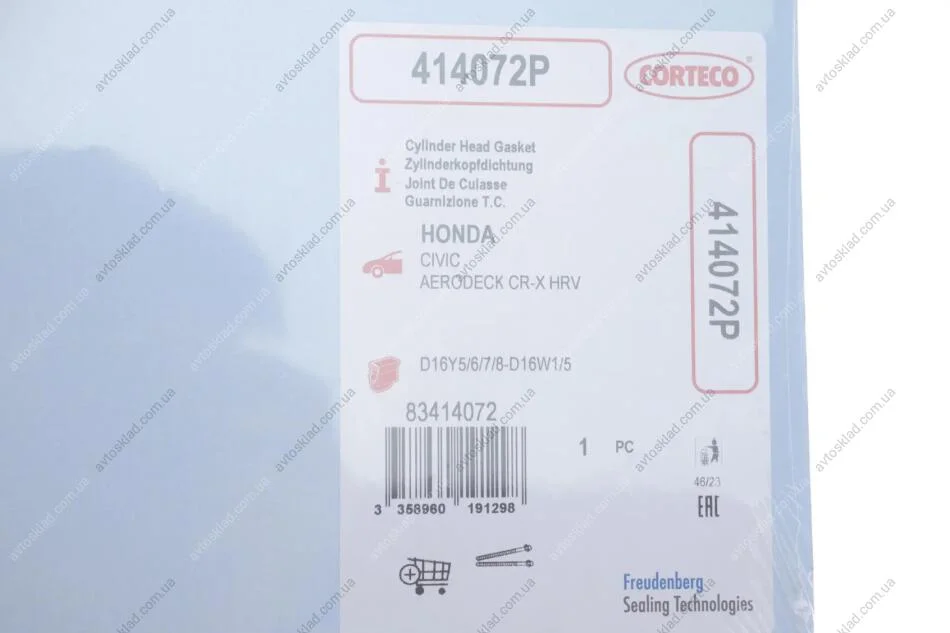 414072P
CORTECO
Cylinder Head Gasket
Zylinderkopfdichtung
Joint De Culasse
Guarnizione T.C.
HONDA
CIVIC
AERODECK CR-X HRV
414072P
D16Y5/6/7/8-D16W1/5
83414072
1 PC
3 358960 191298
46/23
EAC
Freudenberg
Sealing Technologies
avtosklad.com.ua